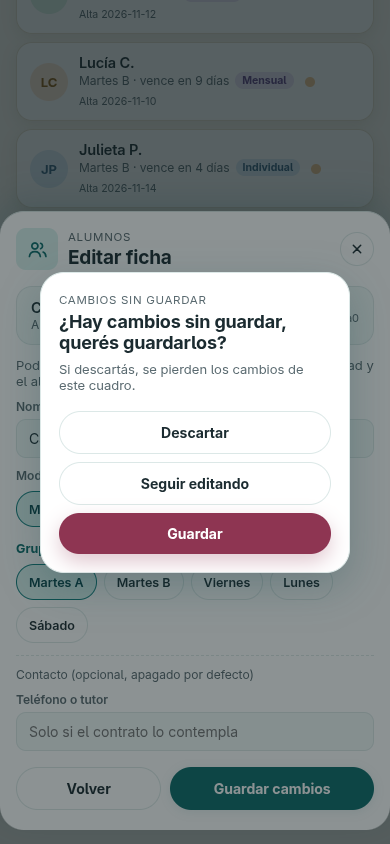 Alta 2026-11-12
Lucía C.
LC
Martes B · vence en 9 días Mensual
Alta 2026-11-10
Julieta P.
JP
Martes B · vence en 4 días Individual
Alta 2026-11-14
ALUMNOS
Editar ficha
CAMBIOS SIN GUARDAR
¿Hay cambios sin guardar,
querés guardarlos?
Si descartás, se pierden los cambios de
este cuadro.
Descartar
Seguir editando
Guardar
Martes A Martes B Viernes Lunes
Sábado
Contacto (opcional, apagado por defecto)
Teléfono o tutor
Solo si el contrato lo contempla
Volver
Guardar cambios